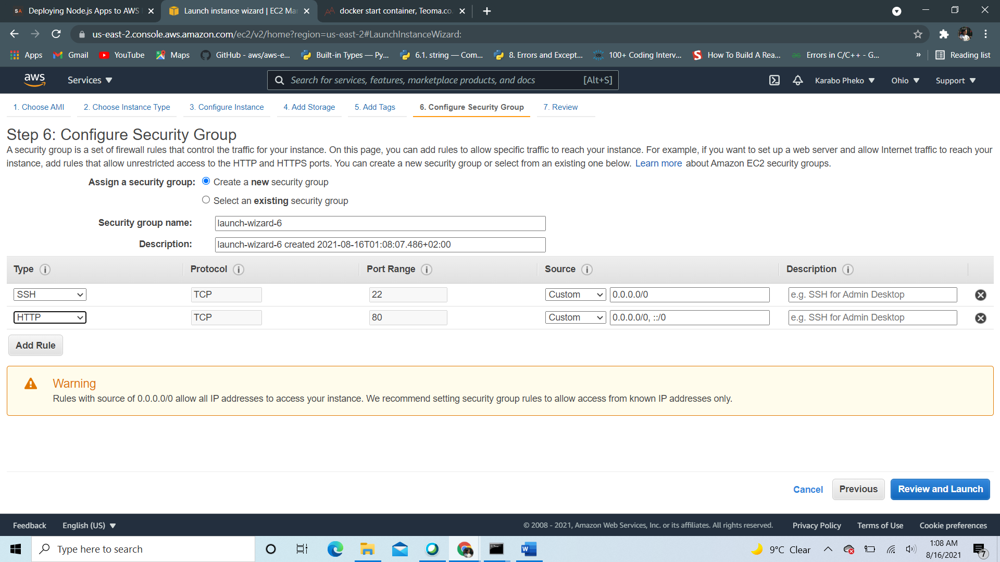 Deploying Node.js Apps to AWS
Launch instance wizard | EC2 Ma
docker start container, Teoma.co
us-east-2.console.aws.amazon.com/ec2/v2/home?region=us-east-2#LaunchInstanceWizard:
Apps Gmail YouTube Maps GitHub - aws/aws-e... Built-in Types — Py... 6.1. string — Com... 8. Errors and Except... 100+ Coding Interv... How To Build A Rea... Errors in C/C++ - G... » Reading list
aws Services Search for services, features, marketplace products, and docs [Alt+S] Karabo Pheko Ohio Support
1. Choose AMI 2. Choose Instance Type 3. Configure Instance 4. Add Storage 5. Add Tags 6. Configure Security Group 7. Review
Step 6: Configure Security Group
A security group is a set of firewall rules that control the traffic for your instance. On this page, you can add rules to allow specific traffic to reach your instance. For example, if you want to set up a web server and allow Internet traffic to reach your
instance, add rules that allow unrestricted access to the HTTP and HTTPS ports. You can create a new security group or select from an existing one below. Learn more about Amazon EC2 security groups.
Assign a security group: Create a new security group
Select an existing security group
Security group name: launch-wizard-6
Description: launch-wizard-6 created 2021-08-16T01:08:07.486+02:00
Type i Protocol i Port Range i Source i Description i
SSH TCP 22 Custom 0.0.0.0/0 e.g. SSH for Admin Desktop
HTTP TCP 80 Custom 0.0.0.0/0, ::/0 e.g. SSH for Admin Desktop
Add Rule
Warning
Rules with source of 0.0.0.0/0 allow all IP addresses to access your instance. We recommend setting security group rules to allow access from known IP addresses only.
Cancel Previous Review and Launch
Feedback English (US) © 2008 - 2021, Amazon Web Services, Inc. or its affiliates. All rights reserved. Privacy Policy Terms of Use Cookie preferences
Type here to search 9°C Clear 1:08 AM
8/16/2021 7